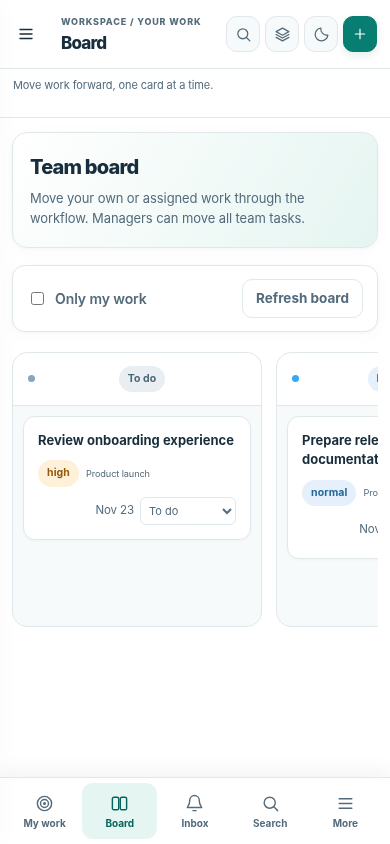 WORKSPACE / YOUR WORK
Board
Move work forward, one card at a time.
Team board
Move your own or assigned work through the
workflow. Managers can move all team tasks.
Only my work
Refresh board
To do
Review onboarding experience
high
Product launch
Nov 23
To do
Prepare
normal
My work
Board
Inbox
Search
More